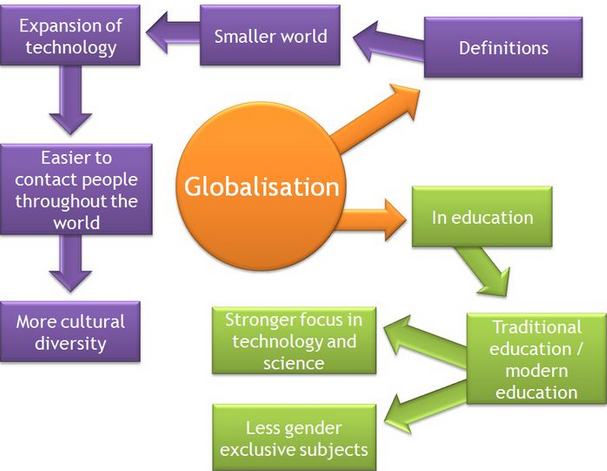 Expansion of
technology
Smaller world
Definitions
Easier to
contact people
throughout the
world
Globalisation
In education
More cultural
diversity
Stronger focus in
technology and
science
Traditional
education /
modern
education
Less gender
exclusive subjects